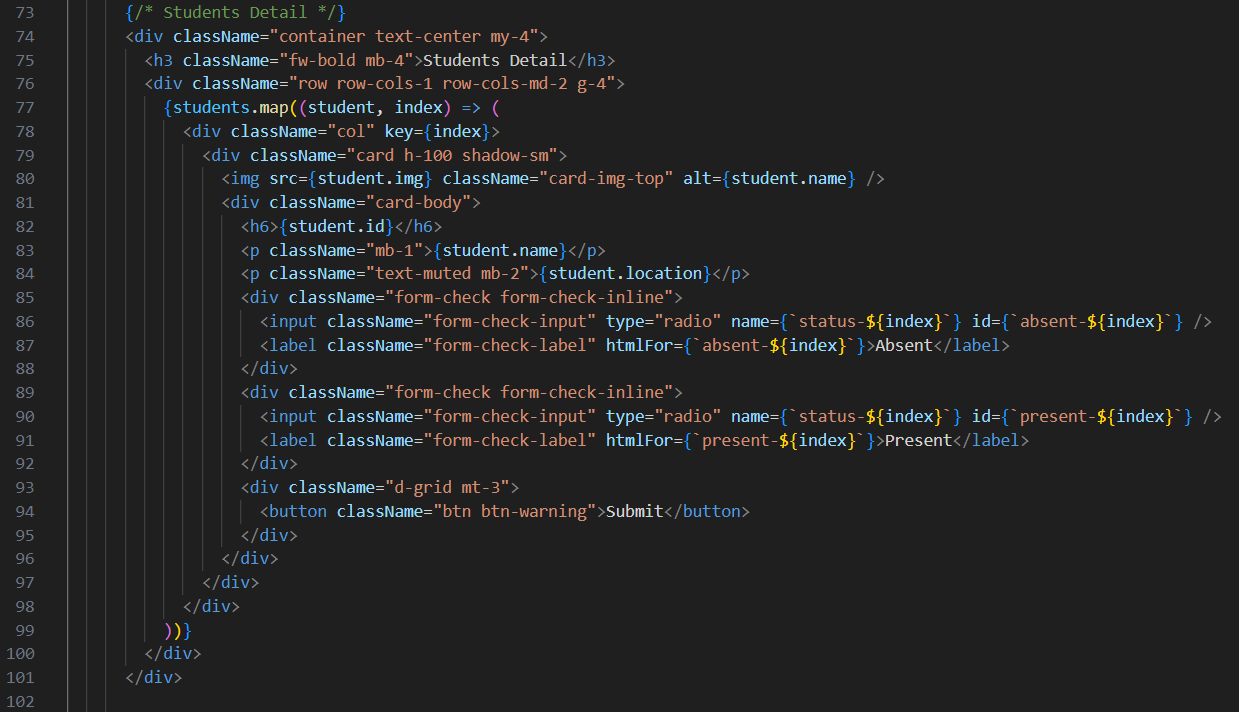 73 {/* Students Detail */}
74 <div className="container text-center my-4">
75 <h3 className="fw-bold mb-4">Students Detail</h3>
76 <div className="row row-cols-1 row-cols-md-2 g-4">
77 {students.map((student, index) => (
78 <div className="col" key={index}>
79 <div className="card h-100 shadow-sm">
80 <img src={student.img} className="card-img-top" alt={student.name} />
81 <div className="card-body">
82 <h6>{student.id}</h6>
83 <p className="mb-1">{student.name}</p>
84 <p className="text-muted mb-2">{student.location}</p>
85 <div className="form-check form-check-inline">
86 <input className="form-check-input" type="radio" name={`status-${index}`} id={`absent-${index}`} />
87 <label className="form-check-label" htmlFor={`absent-${index}`}>Absent</label>
88 </div>
89 <div className="form-check form-check-inline">
90 <input className="form-check-input" type="radio" name={`status-${index}`} id={`present-${index}`} />
91 <label className="form-check-label" htmlFor={`present-${index}`}>Present</label>
92 </div>
93 <div className="d-grid mt-3">
94 <button className="btn btn-warning">Submit</button>
95 </div>
96 </div>
97 </div>
98 </div>
99 ))}
100 </div>
101 </div>
102